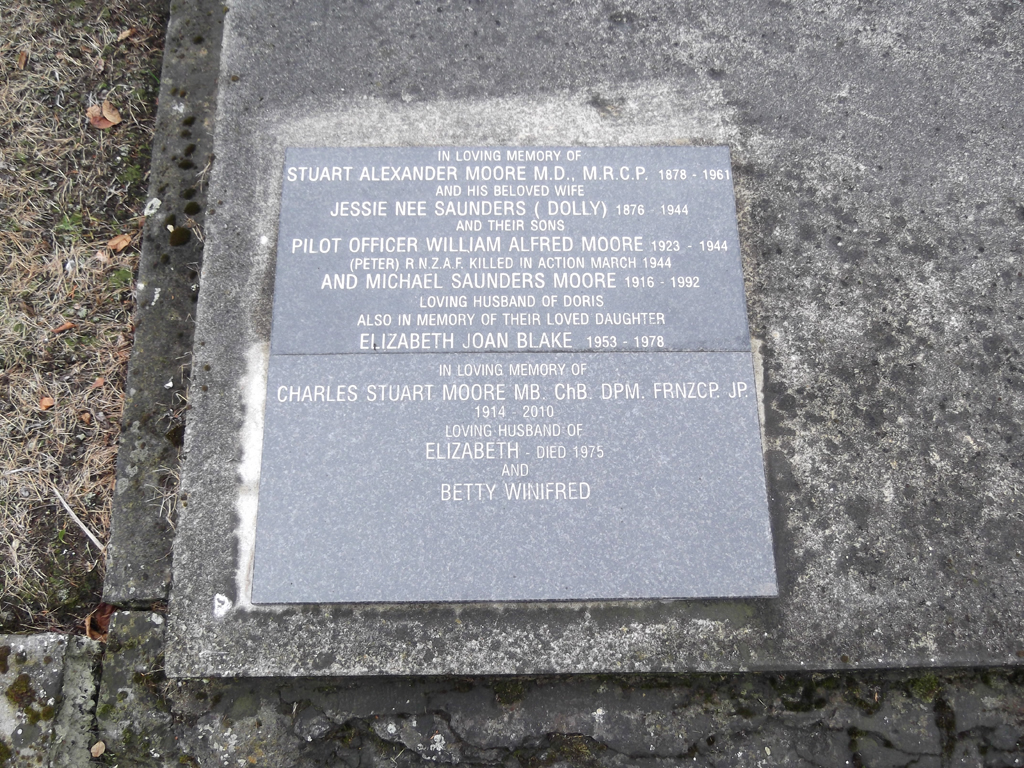 IN LOVING MEMORY OF
STUART ALEXANDER MOORE M.D., M.R.C.P. 1878 - 1961
AND HIS BELOVED WIFE
JESSIE NEE SAUNDERS ( DOLLY) 1876 - 1944
AND THEIR SONS
PILOT OFFICER WILLIAM ALFRED MOORE 1923 - 1944
(PETER) R.N.Z.A.F. KILLED IN ACTION MARCH 1944
AND MICHAEL SAUNDERS MOORE 1916 - 1992
LOVING HUSBAND OF DORIS
ALSO IN MEMORY OF THEIR LOVED DAUGHTER
ELIZABETH JOAN BLAKE 1953 - 1978
IN LOVING MEMORY OF
CHARLES STUART MOORE MB. ChB. DPM. FRNZCP. JP.
1914 - 2010
LOVING HUSBAND OF
ELIZABETH - DIED 1975
AND
BETTY WINIFRED